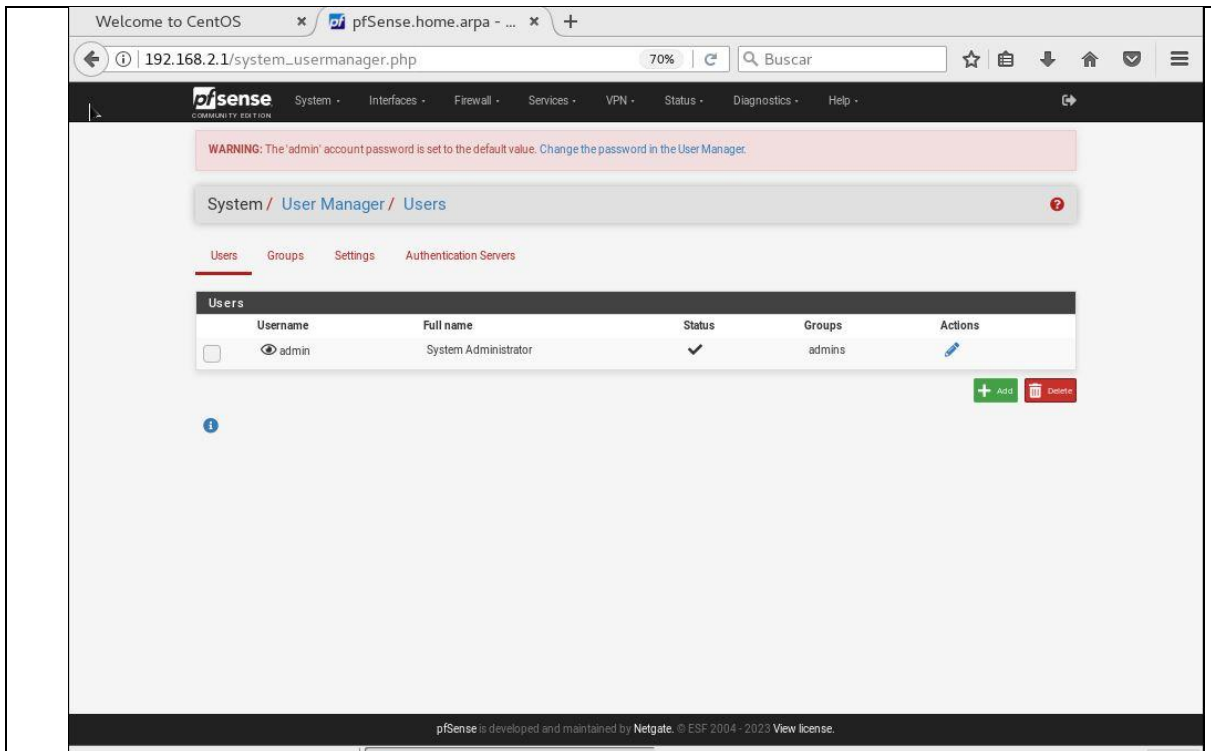 Welcome to CentOS × pfSense.home.arpa - ... × +
192.168.2.1/system_usermanager.php 70% Buscar
pfsense System Interfaces Firewall Services VPN Status Diagnostics Help
COMMUNITY EDITION
WARNING: The 'admin' account password is set to the default value. Change the password in the User Manager.
System / User Manager / Users
Users Groups Settings Authentication Servers
Users
Username Full name Status Groups Actions
admin System Administrator admins
+ Add Delete
pfSense is developed and maintained by Netgate. © ESF 2004 - 2023 View license.